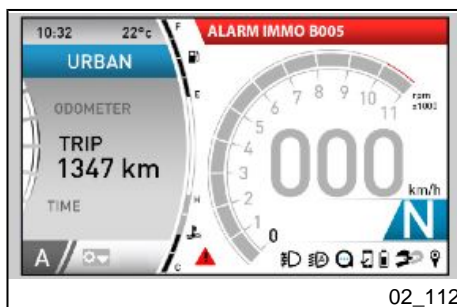 10:32 22°c
ALARM IMMO B005
URBAN
F
E
ODOMETER
TRIP
1347 km
TIME
H
C
A
0
1
2
3
4
5
6
7
8
9
10
11
rpm
x1000
000
km/h
N
02_112